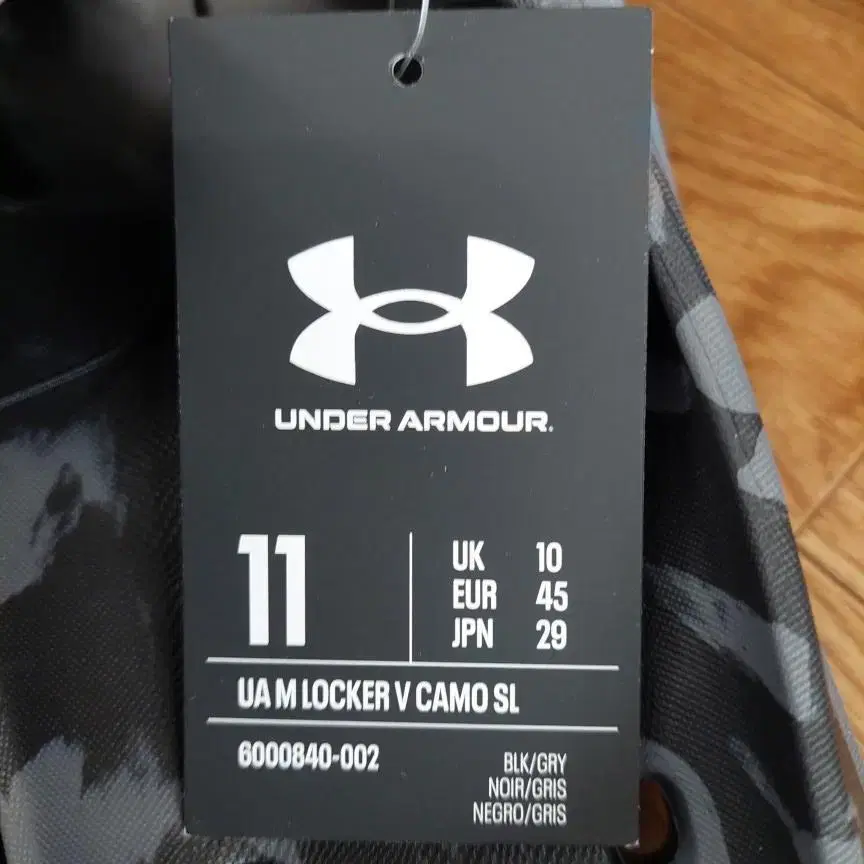 UNDER ARMOUR.
11
UK 10
EUR 45
JPN 29
UA M LOCKER V CAMO SL
6000840-002
BLK/GRY
NOIR/GRIS
NEGRO/GRIS